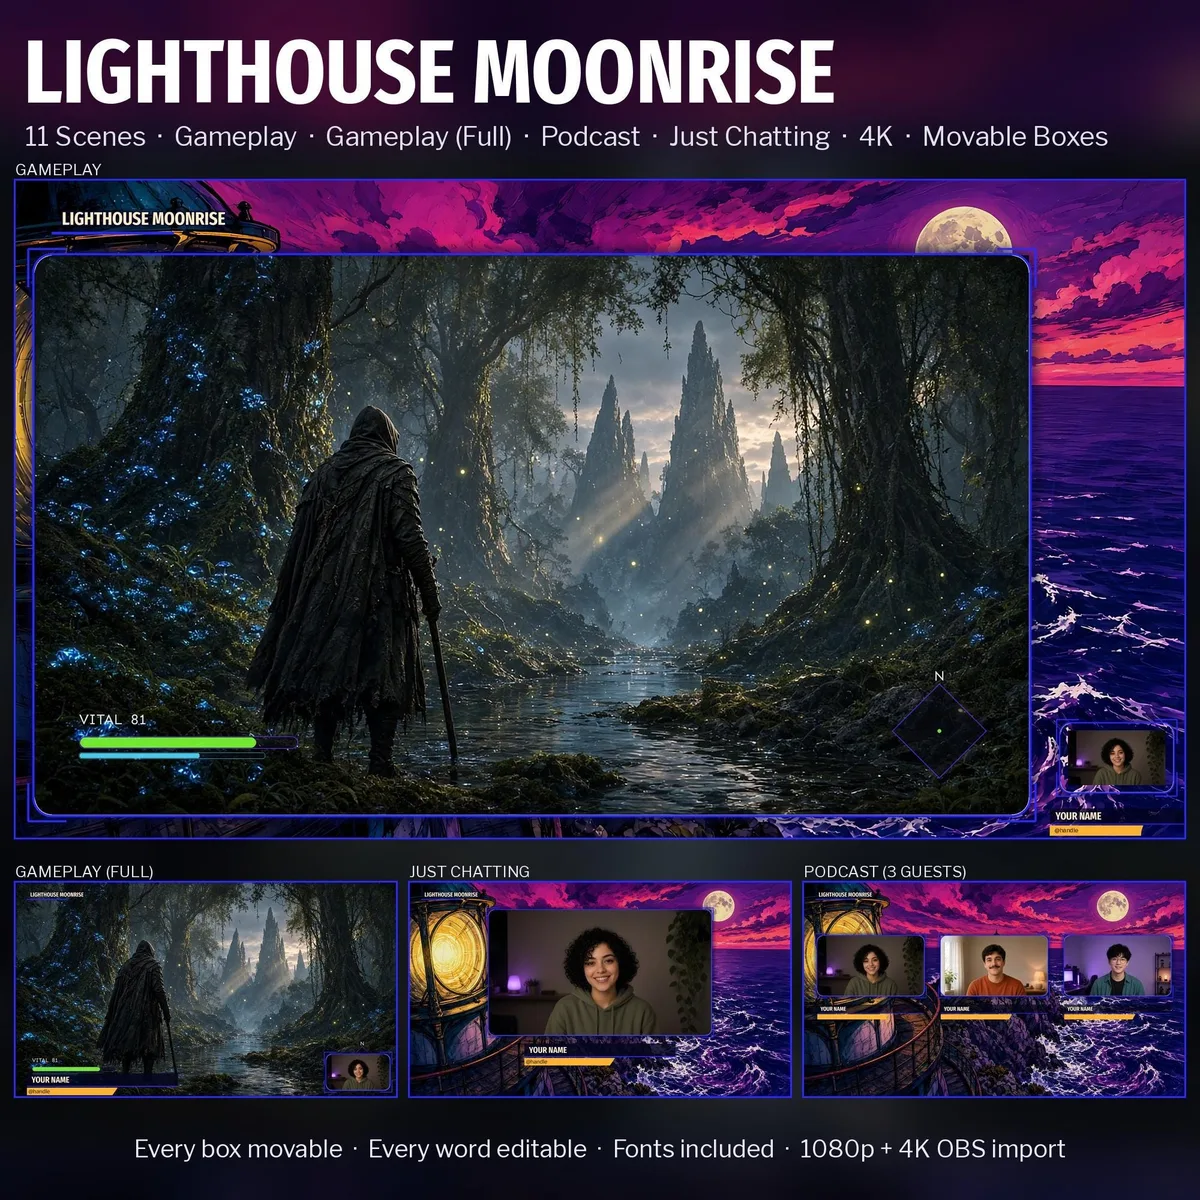 LIGHTHOUSE MOONRISE
11 Scenes · Gameplay · Gameplay (Full) · Podcast · Just Chatting · 4K · Movable Boxes
GAMEPLAY
LIGHTHOUSE MOONRISE
N
VITAL 81
YOUR NAME
@handle
GAMEPLAY (FULL)
LIGHTHOUSE MOONRISE
N
VITAL 81
YOUR NAME
@handle
JUST CHATTING
LIGHTHOUSE MOONRISE
YOUR NAME
@handle
PODCAST (3 GUESTS)
LIGHTHOUSE MOONRISE
YOUR NAME
YOUR NAME
YOUR NAME
Every box movable · Every word editable · Fonts included · 1080p + 4K OBS import